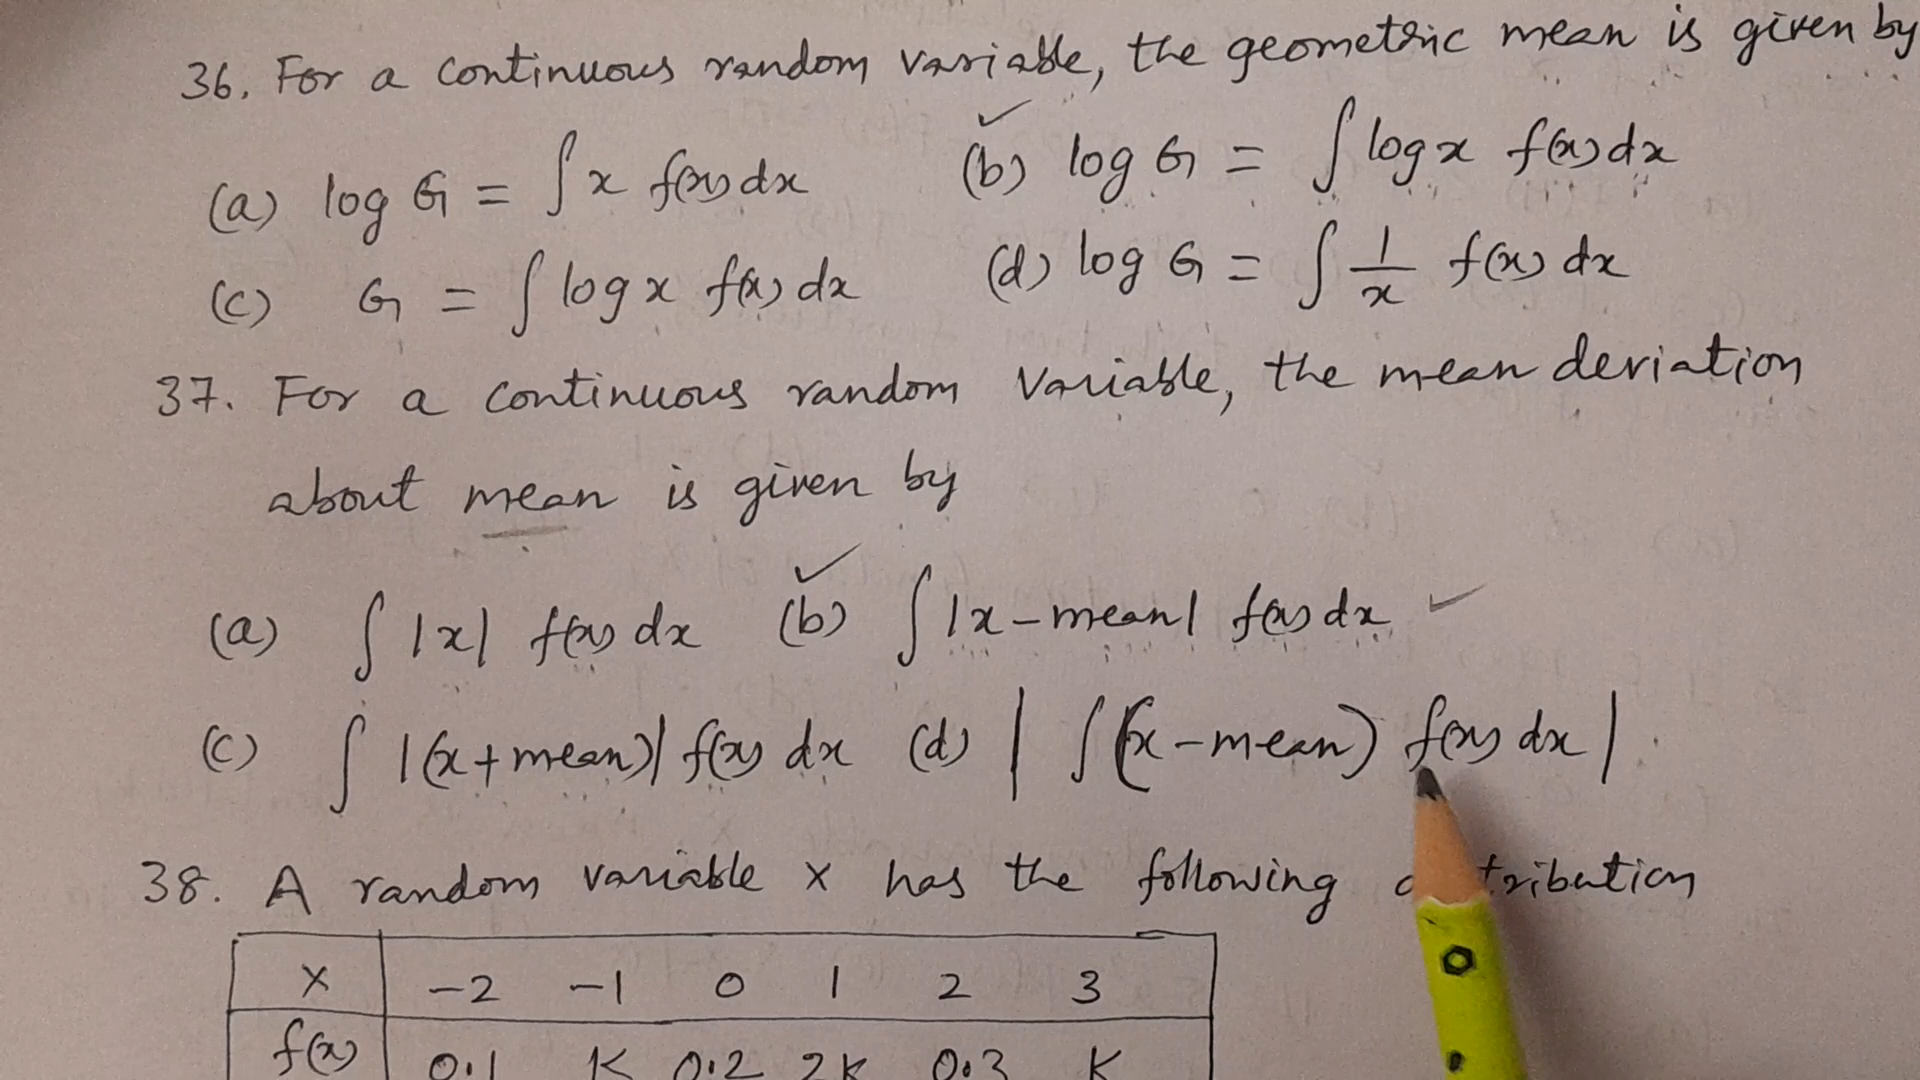 36. For a continuous random variable, the geometric mean is given by
(a) log G = ∫ x f(x) dx (b) log G = ∫ log x f(x) dx
(c) G = ∫ log x f(x) dx (d) log G = ∫ 1/x f(x) dx
37. For a continuous random variable, the mean deviation
about mean is given by
(a) ∫ |x| f(x) dx (b) ∫ |x-mean| f(x) dx
(c) ∫ |(x+mean)| f(x) dx (d) | ∫ (x-mean) f(x) dx |
38. A random variable X has the following
X -2 -1 0 1 2 3
f(x) 0.1 K 0.2 2K 0.3 K